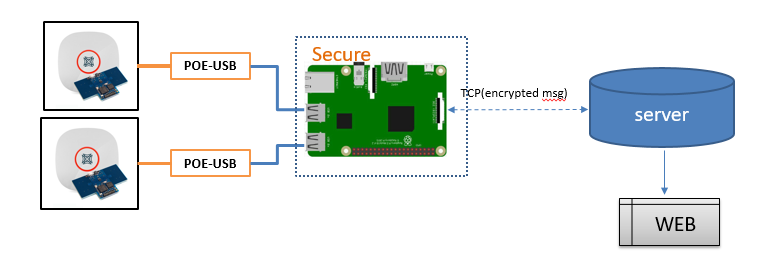 Secure
POE-USB
TCP(encrypted msg)
server
POE-USB
WEB